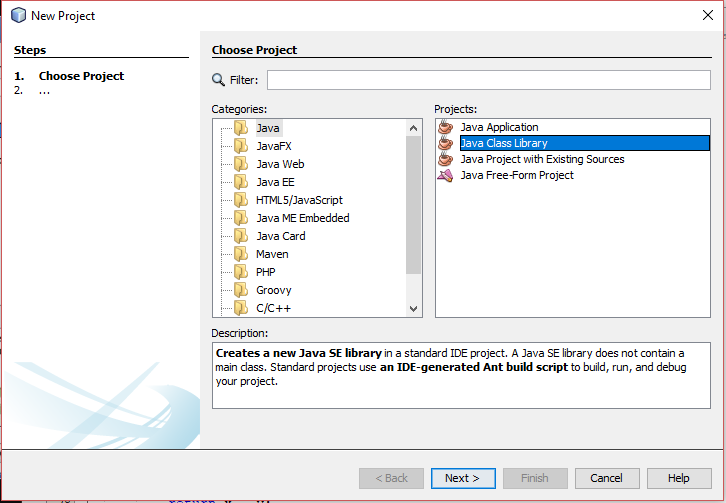 New Project
Steps
1. Choose Project
2. ...
Choose Project
Filter:
Categories:
Java
JavaFX
Java Web
Java EE
HTML5/JavaScript
Java ME Embedded
Java Card
Maven
PHP
Groovy
C/C++
Projects:
Java Application
Java Class Library
Java Project with Existing Sources
Java Free-Form Project
Description:
Creates a new Java SE library in a standard IDE project. A Java SE library does not contain a
main class. Standard projects use an IDE-generated Ant build script to build, run, and debug
your project.
< Back
Next >
Finish
Cancel
Help